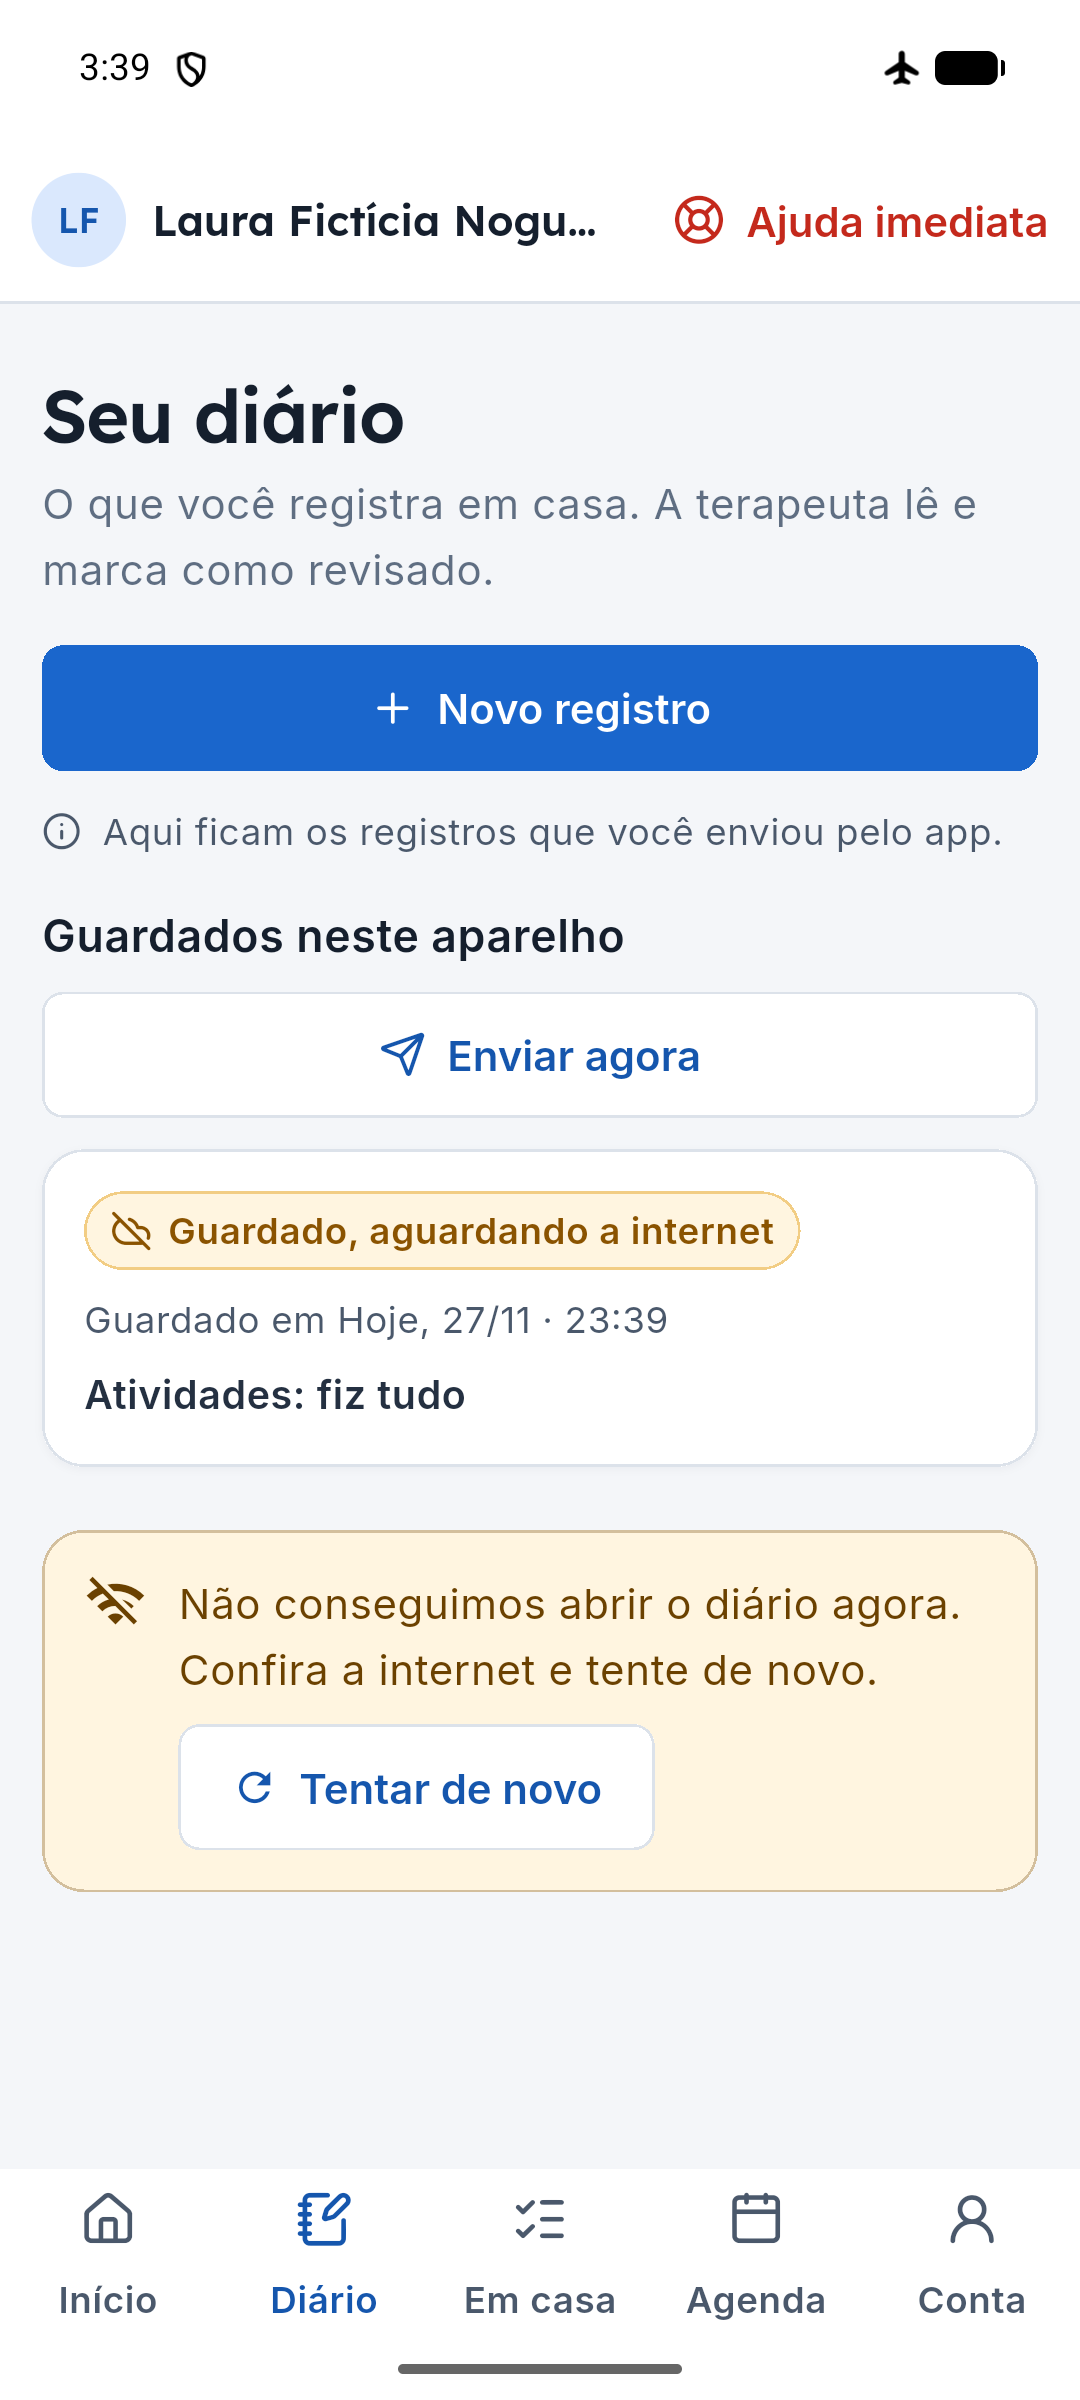 3:39
LF
Laura Fictícia Nogu...
Ajuda imediata
Seu diário
O que você registra em casa. A terapeuta lê e
marca como revisado.
Novo registro
Aqui ficam os registros que você enviou pelo app.
Guardados neste aparelho
Enviar agora
Guardado, aguardando a internet
Guardado em Hoje, 27/11 · 23:39
Atividades: fiz tudo
Não conseguimos abrir o diário agora.
Confira a internet e tente de novo.
Tentar de novo
Início
Diário
Em casa
Agenda
Conta